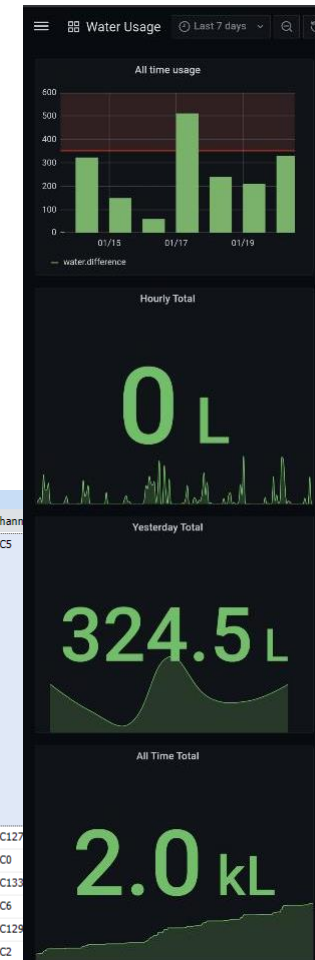 Water Usage
Last 7 days
All time usage
600
500
400
300
200
100
0
01/15 01/17 01/19
water.difference
Hourly Total
0 L
hann
C5
Yesterday Total
324.5 L
All Time Total
2.0 kL
C127
C0
C133
C6
C129
C2